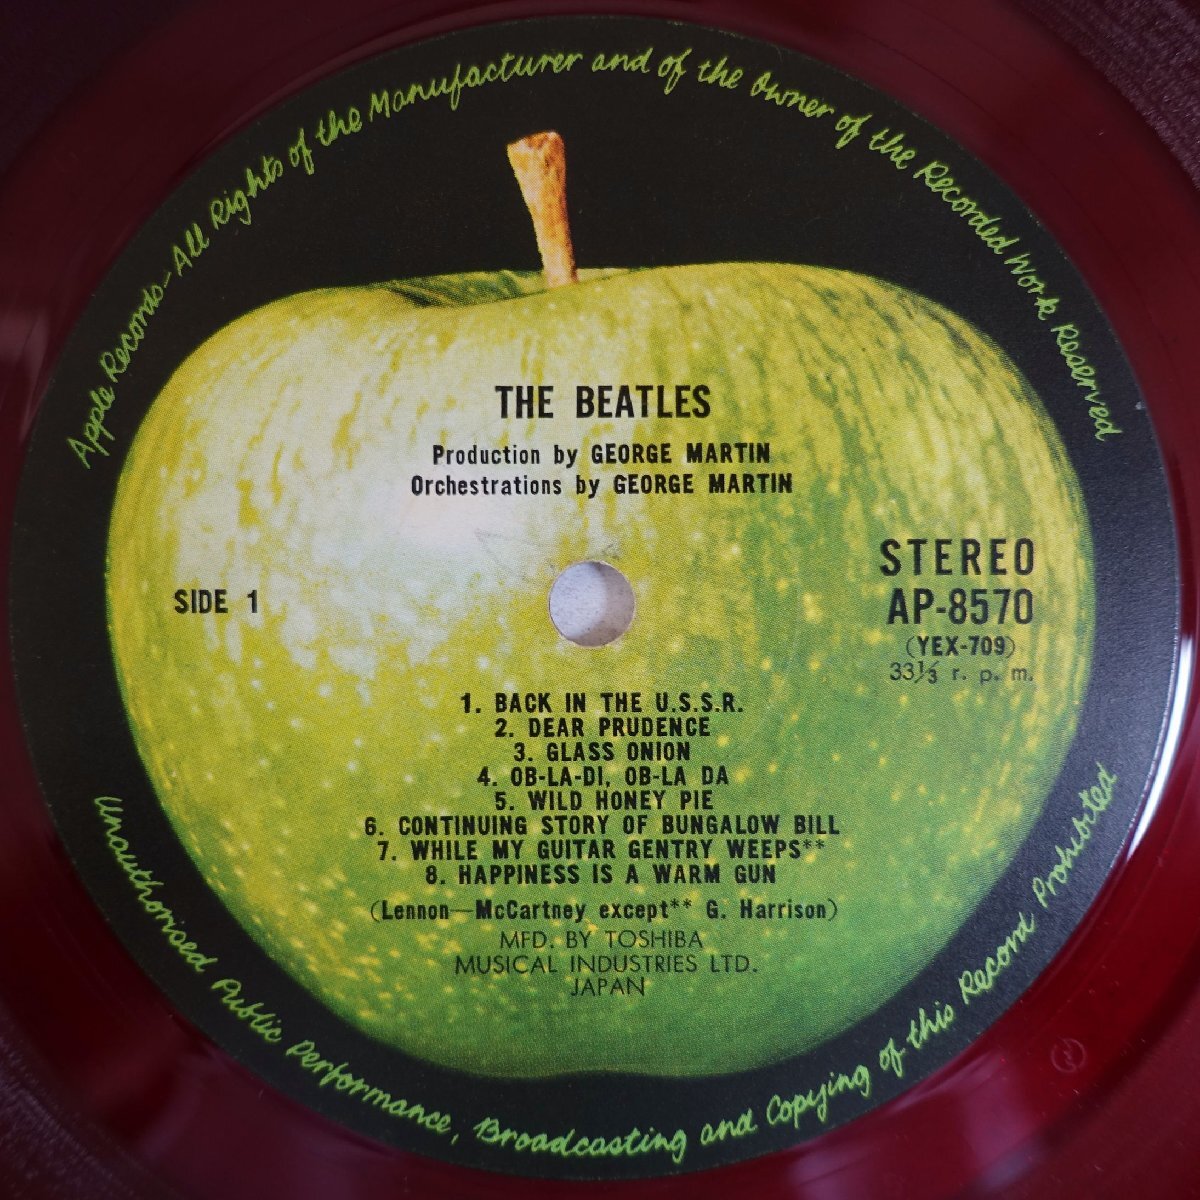 Apple Records—All Rights of the Manufacturer and of the Owner of the Recorded Work Reserved
THE BEATLES
Production by GEORGE MARTIN
Orchestrations by GEORGE MARTIN
SIDE 1
STEREO
AP-8570
(YEX-709)
33⅓ r. p. m.
1. BACK IN THE U.S.S.R.
2. DEAR PRUDENCE
3. GLASS ONION
4. OB-LA-DI, OB-LA DA
5. WILD HONEY PIE
6. CONTINUING STORY OF BUNGALOW BILL
7. WHILE MY GUITAR GENTRY WEEPS**
8. HAPPINESS IS A WARM GUN
(Lennon—McCartney except** G. Harrison)
MFD. BY TOSHIBA
MUSICAL INDUSTRIES LTD.
JAPAN
Unauthorised Public Performance, Broadcasting and Copying of this Record Prohibited